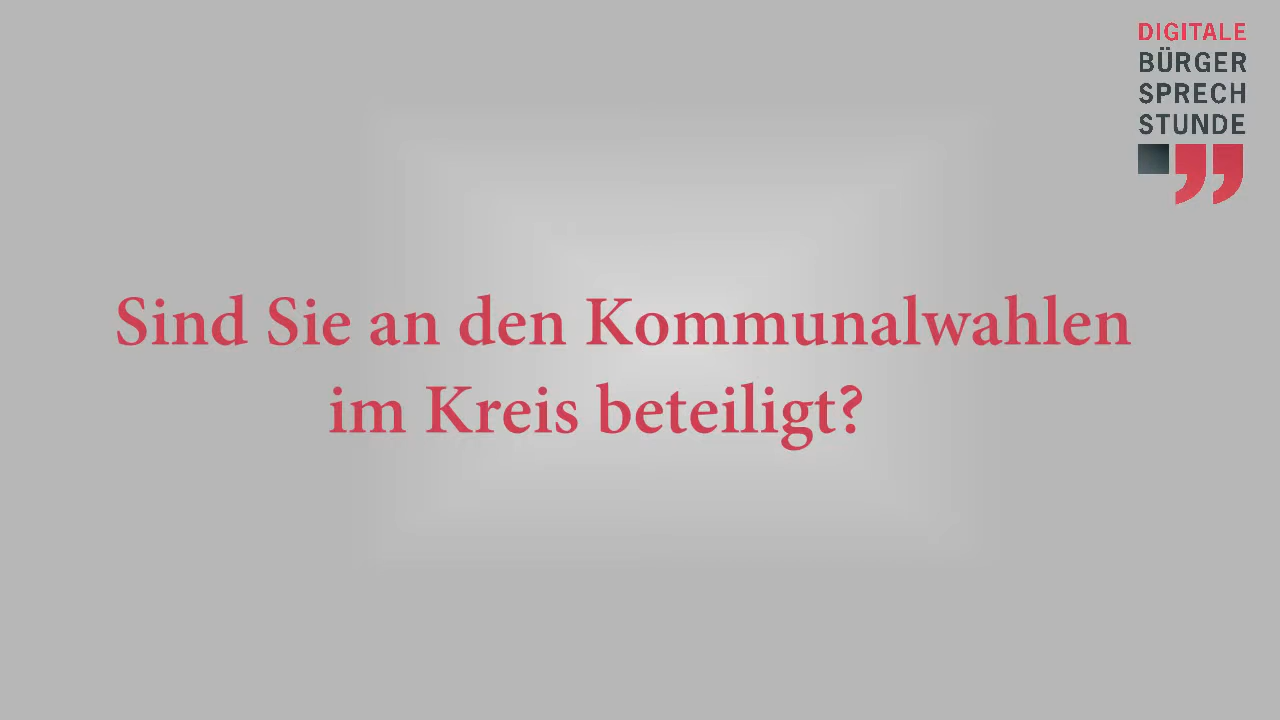 DIGITALE
BÜRGER
SPRECH
STUNDE
Sind Sie an den Kommunalwahlen
im Kreis beteiligt?